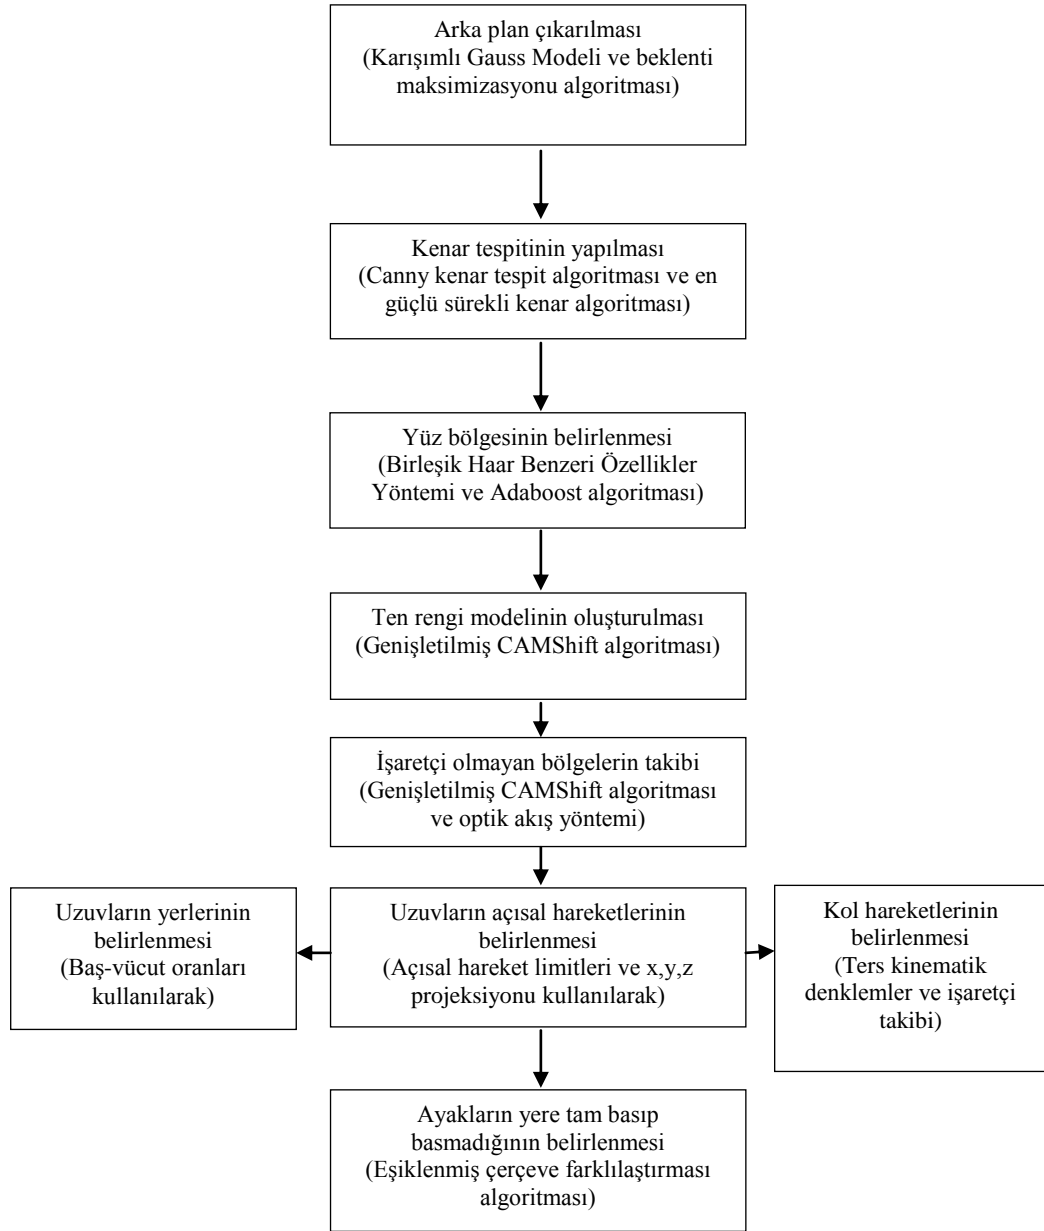 Arka plan çıkarılması
(Karışımlı Gauss Modeli ve beklenti
maksimizasyonu algoritması)
Kenar tespitinin yapılması
(Canny kenar tespit algoritması ve en
güçlü sürekli kenar algoritması)
Yüz bölgesinin belirlenmesi
(Birleşik Haar Benzeri Özellikler
Yöntemi ve Adaboost algoritması)
Ten rengi modelinin oluşturulması
(Genişletilmiş CAMShift algoritması)
İşaretçi olmayan bölgelerin takibi
(Genişletilmiş CAMShift algoritması
ve optik akış yöntemi)
Uzuvların yerlerinin
belirlenmesi
(Baş-vücut oranları
kullanılarak)
Uzuvların açısal hareketlerinin
belirlenmesi
(Açısal hareket limitleri ve x,y,z
projeksiyonu kullanılarak)
Kol hareketlerinin
belirlenmesi
(Ters kinematik
denklemler ve işaretçi
takibi)
Ayakların yere tam basıp
basmadığının belirlenmesi
(Eşiklenmiş çerçeve farklılaştırması
algoritması)